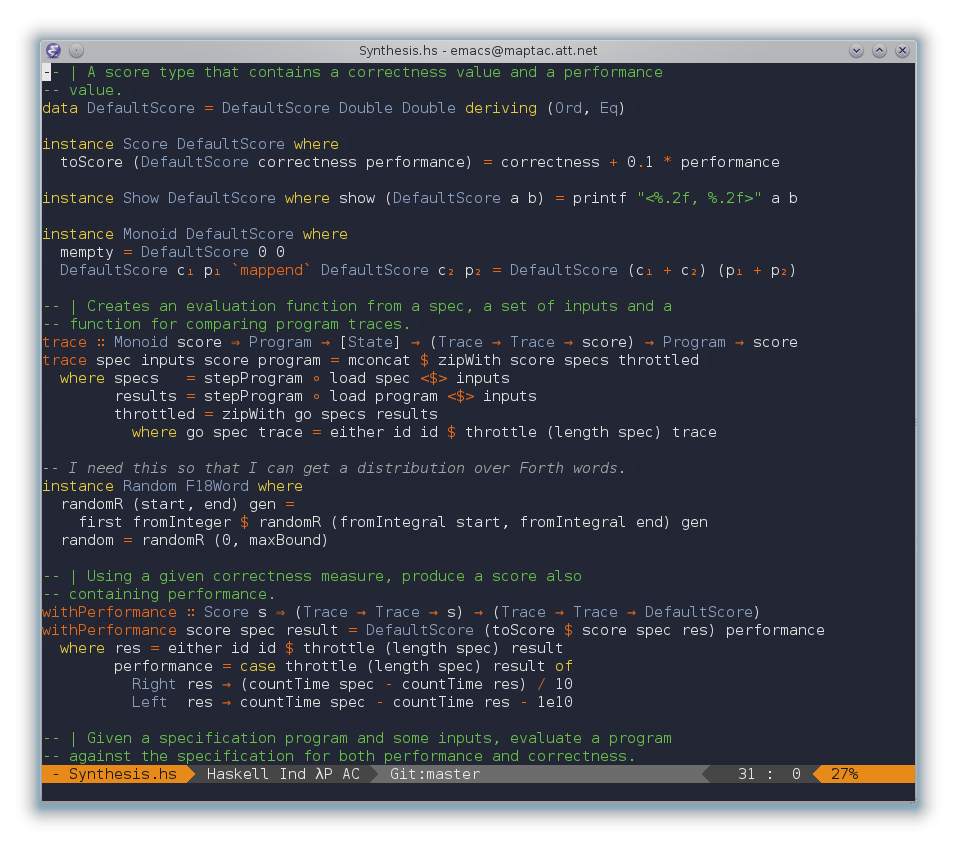 Synthesis.hs - emacs@maptac.att.net
-- | A score type that contains a correctness value and a performance
-- value.
data DefaultScore = DefaultScore Double Double deriving (Ord, Eq)

instance Score DefaultScore where
  toScore (DefaultScore correctness performance) = correctness + 0.1 * performance

instance Show DefaultScore where show (DefaultScore a b) = printf "<%.2f, %.2f>" a b

instance Monoid DefaultScore where
  mempty = DefaultScore 0 0
  DefaultScore c₁ p₁ `mappend` DefaultScore c₂ p₂ = DefaultScore (c₁ + c₂) (p₁ + p₂)

-- | Creates an evaluation function from a spec, a set of inputs and a
-- function for comparing program traces.
trace ∷ Monoid score ⇒ Program → [State] → (Trace → Trace → score) → Program → score
trace spec inputs score program = mconcat $ zipWith score specs throttled
  where specs   = stepProgram ∘ load spec <$> inputs
        results = stepProgram ∘ load program <$> inputs
        throttled = zipWith go specs results
          where go spec trace = either id id $ throttle (length spec) trace

-- I need this so that I can get a distribution over Forth words.
instance Random F18Word where
  randomR (start, end) gen =
    first fromInteger $ randomR (fromIntegral start, fromIntegral end) gen
  random = randomR (0, maxBound)

-- | Using a given correctness measure, produce a score also
-- containing performance.
withPerformance ∷ Score s ⇒ (Trace → Trace → s) → (Trace → Trace → DefaultScore)
withPerformance score spec result = DefaultScore (toScore $ score spec res) performance
  where res = either id id $ throttle (length spec) result
        performance = case throttle (length spec) result of
          Right res → (countTime spec - countTime res) / 10
          Left  res → countTime spec - countTime res - 1e10

-- | Given a specification program and some inputs, evaluate a program
-- against the specification for both performance and correctness.
- Synthesis.hs Haskell Ind λP AC Git:master 31 : 0 27%